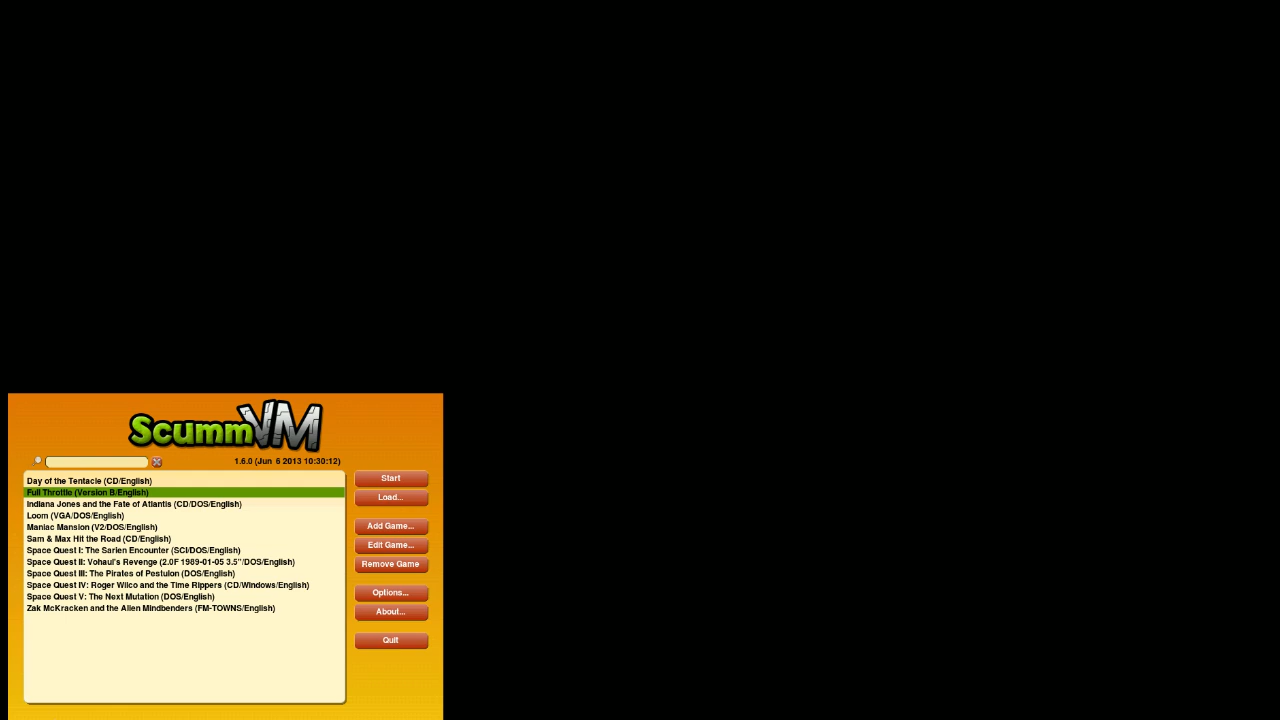 ScummVM
1.6.0 (Jun 6 2013 10:30:12)
Day of the Tentacle (CD/English)
Full Throttle (Version B/English)
Indiana Jones and the Fate of Atlantis (CD/DOS/English)
Loom (VGA/DOS/English)
Maniac Mansion (V2/DOS/English)
Sam & Max Hit the Road (CD/English)
Space Quest I: The Sarien Encounter (SCI/DOS/English)
Space Quest II: Vohaul's Revenge (2.0F 1989-01-05 3.5"/DOS/English)
Space Quest III: The Pirates of Pestulon (DOS/English)
Space Quest IV: Roger Wilco and the Time Rippers (CD/Windows/English)
Space Quest V: The Next Mutation (DOS/English)
Zak McKracken and the Alien Mindbenders (FM-TOWNS/English)
Start
Load...
Add Game...
Edit Game...
Remove Game
Options...
About...
Quit